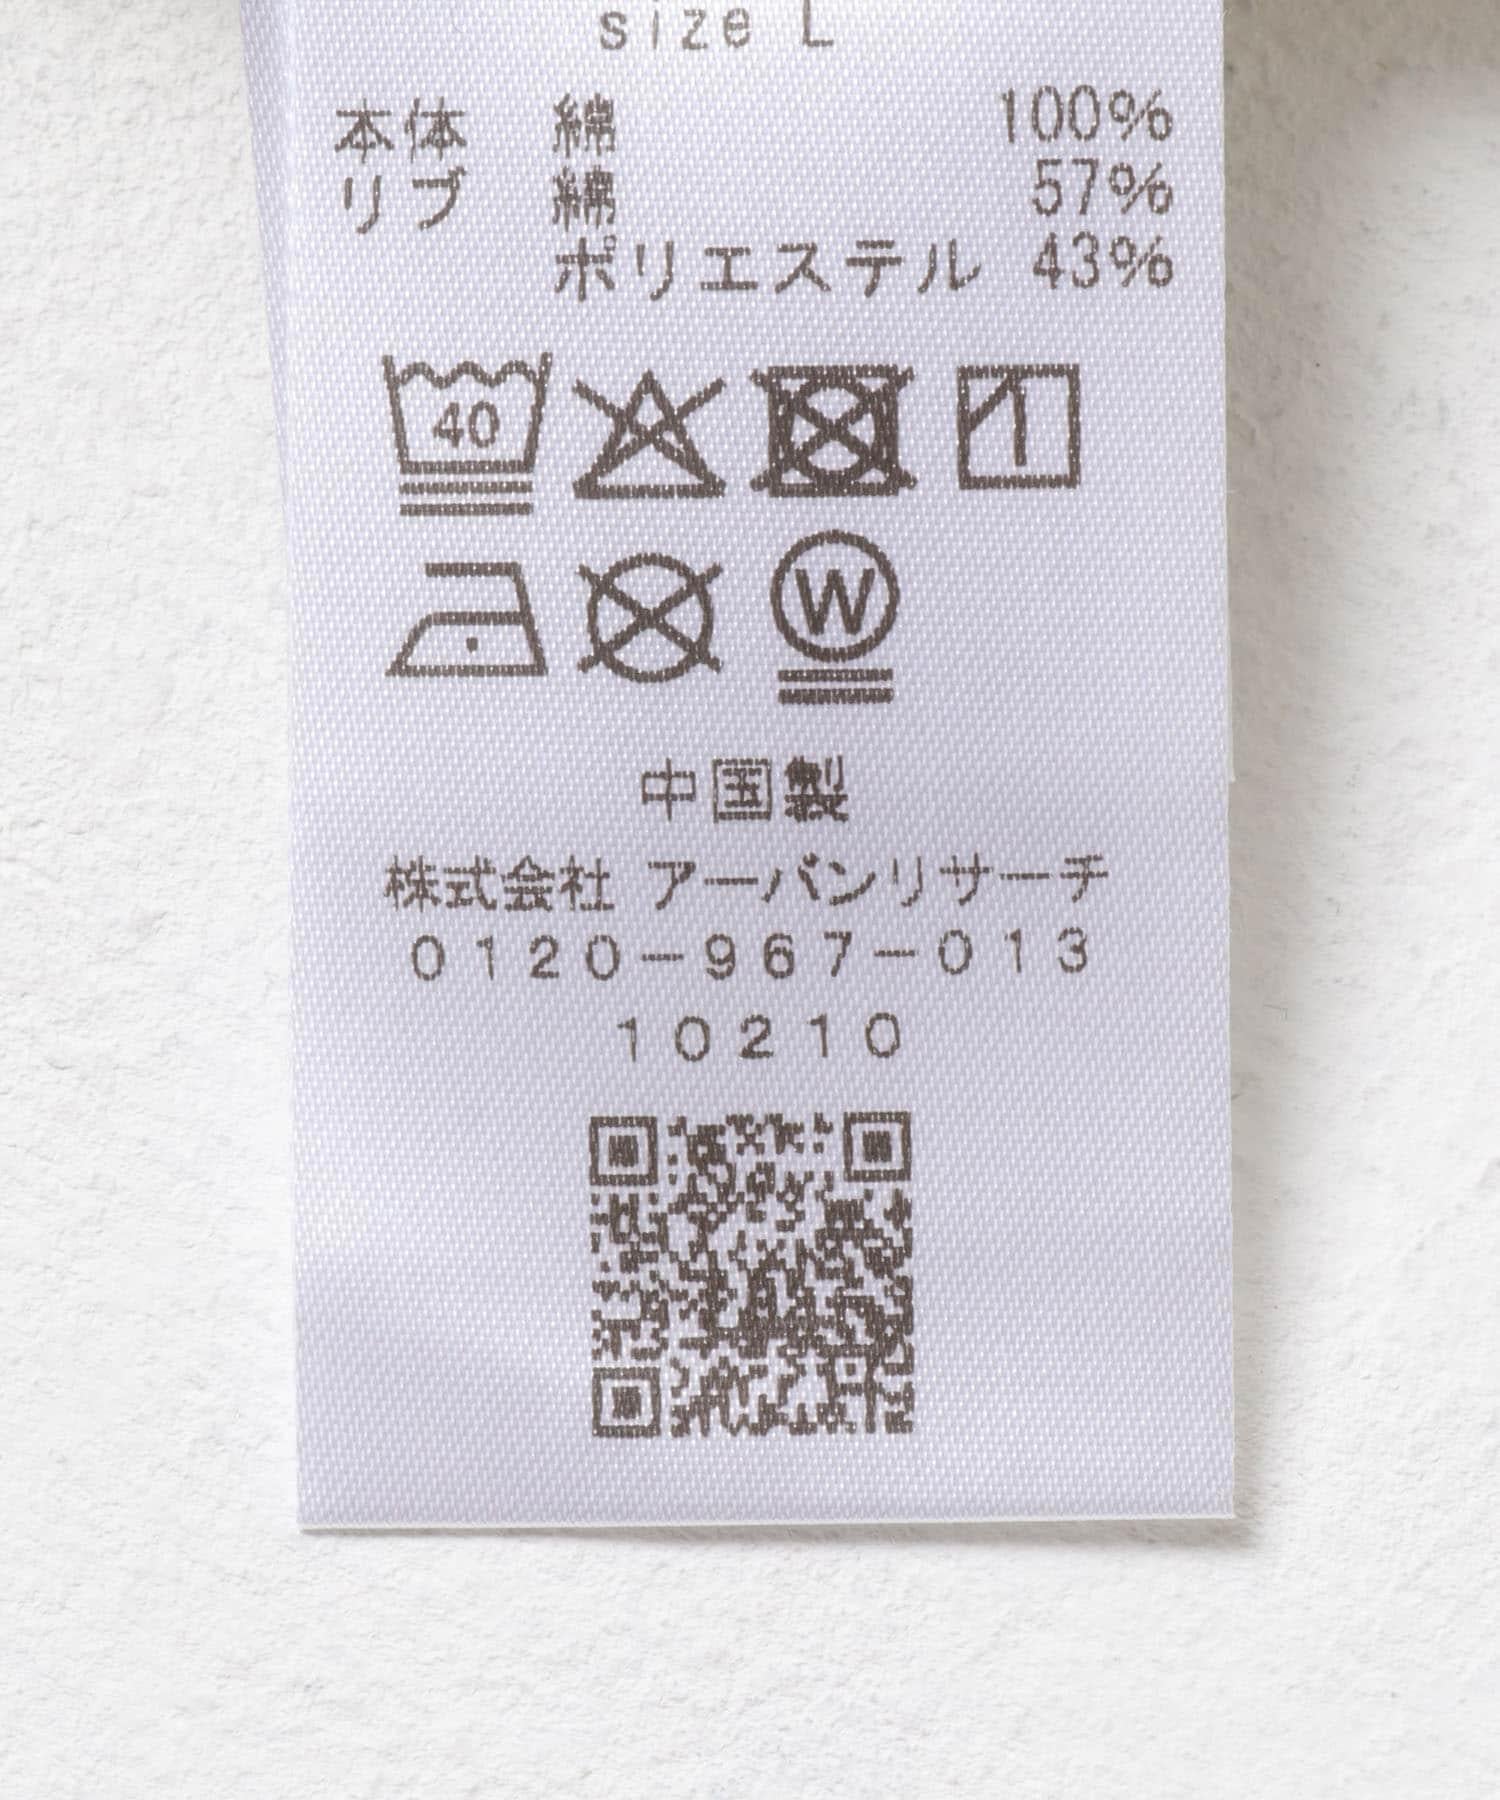 size L
本体 綿 100%
リブ 綿 57%
ポリエステル 43%
40
W
中国製
株式会社 アーバンリサーチ
0120-967-013
10210